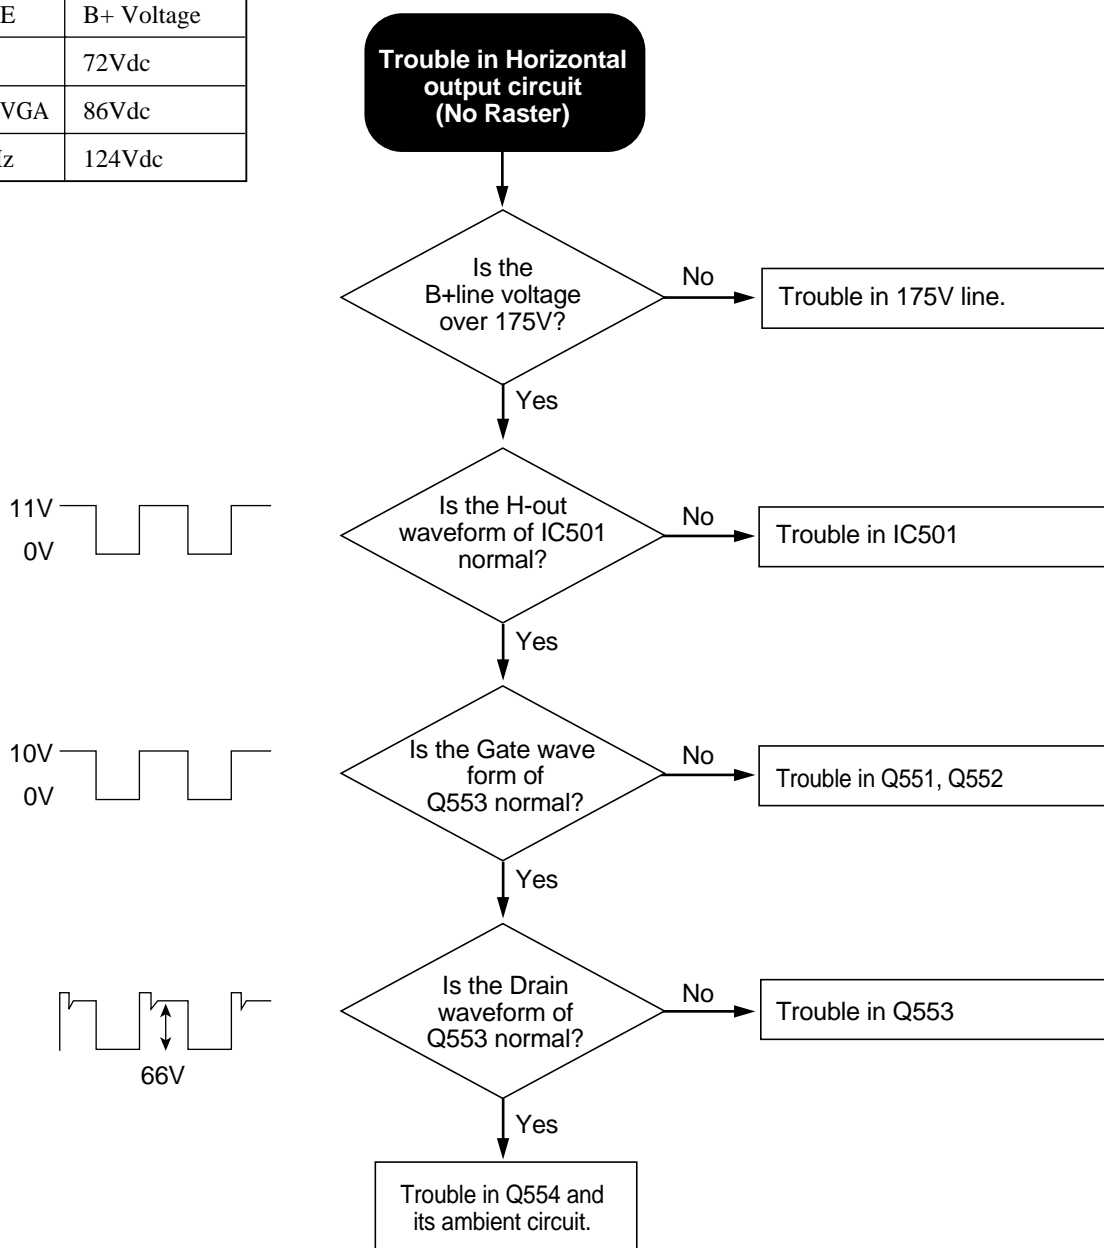 E B+ Voltage
72Vdc
VGA 86Vdc
Hz 124Vdc
Trouble in Horizontal
output circuit
(No Raster)
Is the
B+line voltage
over 175V?
No
Trouble in 175V line.
Yes
11V
0V
Is the H-out
waveform of IC501
normal?
No
Trouble in IC501
Yes
10V
0V
Is the Gate wave
form of
Q553 normal?
No
Trouble in Q551, Q552
Yes
66V
Is the Drain
waveform of
Q553 normal?
No
Trouble in Q553
Yes
Trouble in Q554 and
its ambient circuit.